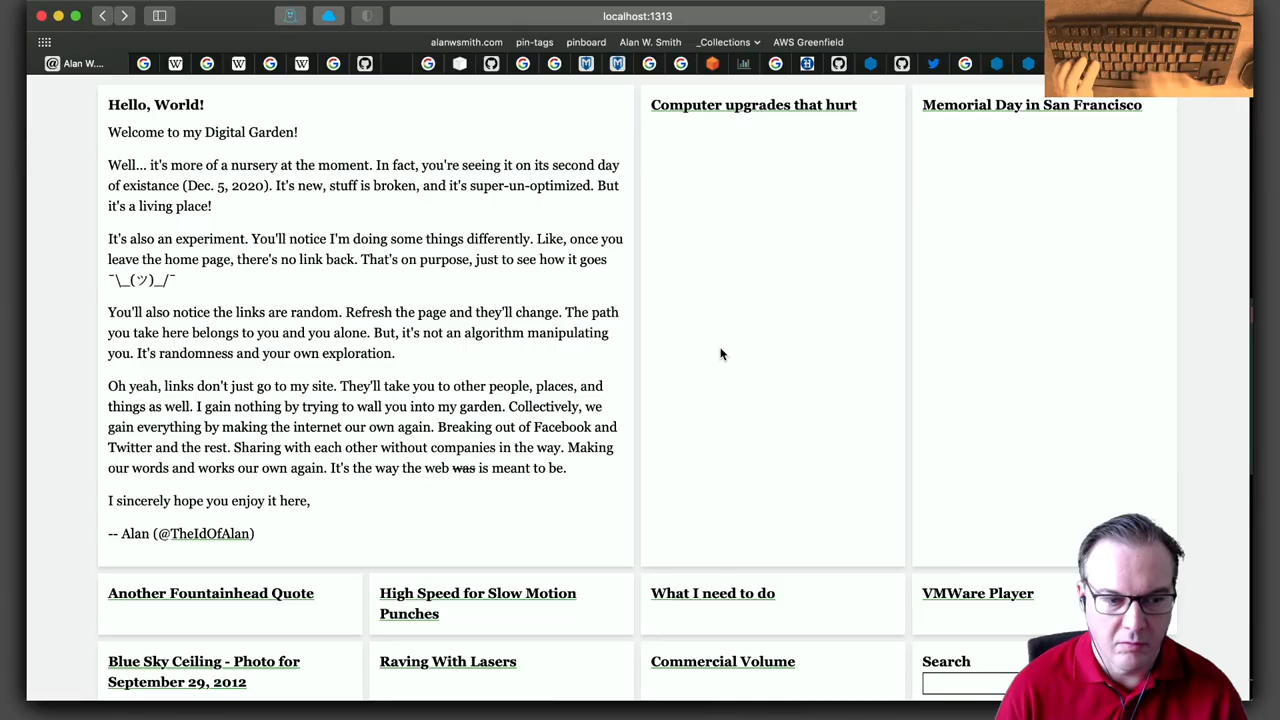 localhost:1313
alanwsmith.com pin-tags pinboard Alan W. Smith _Collections AWS Greenfield
Alan W....
Hello, World!
Welcome to my Digital Garden!
Well... it's more of a nursery at the moment. In fact, you're seeing it on its second day
of existance (Dec. 5, 2020). It's new, stuff is broken, and it's super-un-optimized. But
it's a living place!
It's also an experiment. You'll notice I'm doing some things differently. Like, once you
leave the home page, there's no link back. That's on purpose, just to see how it goes
¯\_(ツ)_/¯
You'll also notice the links are random. Refresh the page and they'll change. The path
you take here belongs to you and you alone. But, it's not an algorithm manipulating
you. It's randomness and your own exploration.
Oh yeah, links don't just go to my site. They'll take you to other people, places, and
things as well. I gain nothing by trying to wall you into my garden. Collectively, we
gain everything by making the internet our own again. Breaking out of Facebook and
Twitter and the rest. Sharing with each other without companies in the way. Making
our words and works our own again. It's the way the web was is meant to be.
I sincerely hope you enjoy it here,
-- Alan (@TheIdOfAlan)
Computer upgrades that hurt
Memorial Day in San Francisco
Another Fountainhead Quote
High Speed for Slow Motion
Punches
What I need to do
VMWare Player
Blue Sky Ceiling - Photo for
September 29, 2012
Raving With Lasers
Commercial Volume
Search